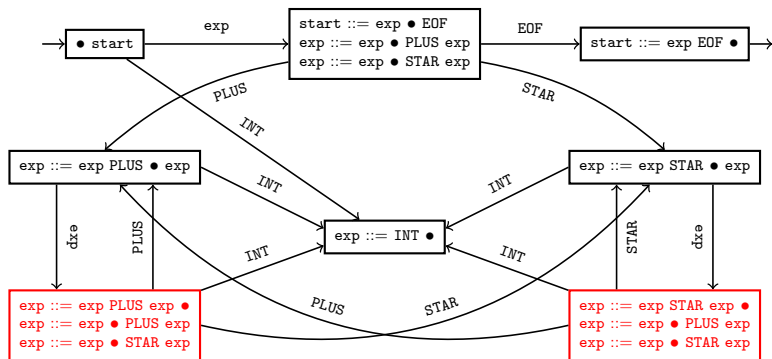 exp
start ::= exp ● EOF
exp ::= exp ● PLUS exp
exp ::= exp ● STAR exp
EOF
● start
start ::= exp EOF ●
PLUS
STAR
INT
exp ::= exp PLUS ● exp
exp ::= exp STAR ● exp
INT
INT
exp ::= INT ●
exp
PLUS
INT
INT
STAR
exp
exp ::= exp PLUS exp ●
exp ::= exp ● PLUS exp
exp ::= exp ● STAR exp
PLUS
STAR
exp ::= exp STAR exp ●
exp ::= exp ● PLUS exp
exp ::= exp ● STAR exp